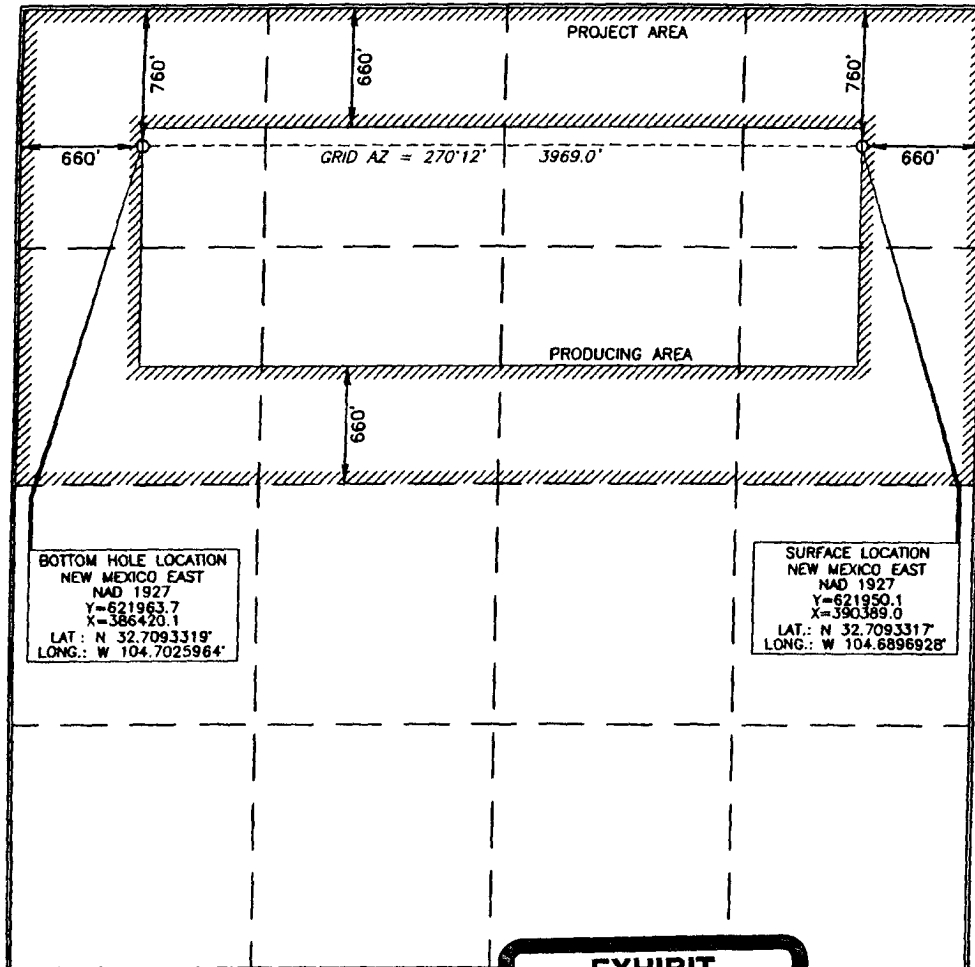 PROJECT AREA
760'
660'
760'
660'
GRID AZ = 270°12' 3969.0'
660'
PRODUCING AREA
660'
BOTTOM HOLE LOCATION
NEW MEXICO EAST
NAD 1927
Y=621963.7
X=386420.1
LAT.: N 32.7093319°
LONG.: W 104.7025964°
SURFACE LOCATION
NEW MEXICO EAST
NAD 1927
Y=621950.1
X=390389.0
LAT.: N 32.7093317°
LONG.: W 104.6896928°
EXHIBIT